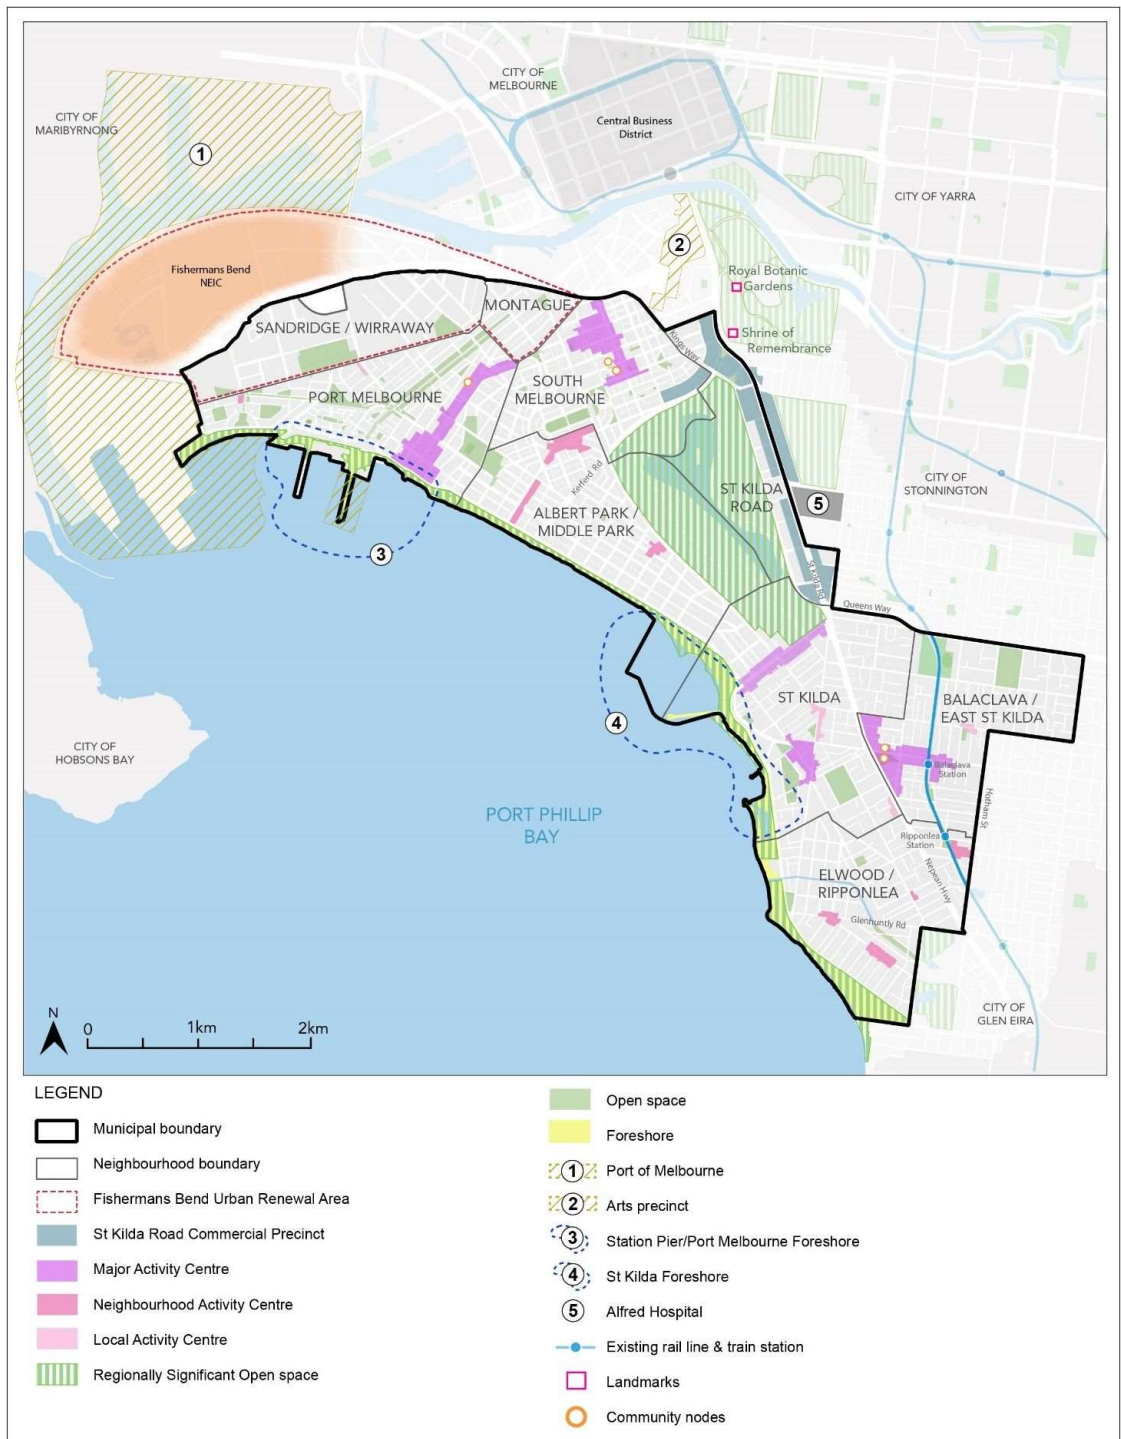 CITY OF
MELBOURNE
CITY OF
MARIBYRNONG
Central Business
District
1
CITY OF YARRA
2
Fishermans Bend
NEIC
Royal Botanic
Gardens
MONTAGUE
SANDRIDGE / WIRRAWAY
Shrine of
Remembrance
Kings Way
SOUTH
MELBOURNE
PORT MELBOURNE
Kerferd Rd
CITY OF
STONNINGTON
ST KILDA
ROAD
5
ALBERT PARK /
MIDDLE PARK
3
St Kilda Rd
Queens Way
ST KILDA
BALACLAVA /
EAST ST KILDA
4
CITY OF
HOBSONS BAY
Balaclava
Station
Hotham St
PORT PHILLIP
BAY
Ripponlea
Station
ELWOOD /
RIPPONLEA
Nepean Hwy
Glenhuntly Rd
CITY OF
GLEN EIRA
N
0 1km 2km
LEGEND
Municipal boundary
Neighbourhood boundary
Fishermans Bend Urban Renewal Area
St Kilda Road Commercial Precinct
Major Activity Centre
Neighbourhood Activity Centre
Local Activity Centre
Regionally Significant Open space
Open space
Foreshore
1 Port of Melbourne
2 Arts precinct
3 Station Pier/Port Melbourne Foreshore
4 St Kilda Foreshore
5 Alfred Hospital
Existing rail line & train station
Landmarks
Community nodes